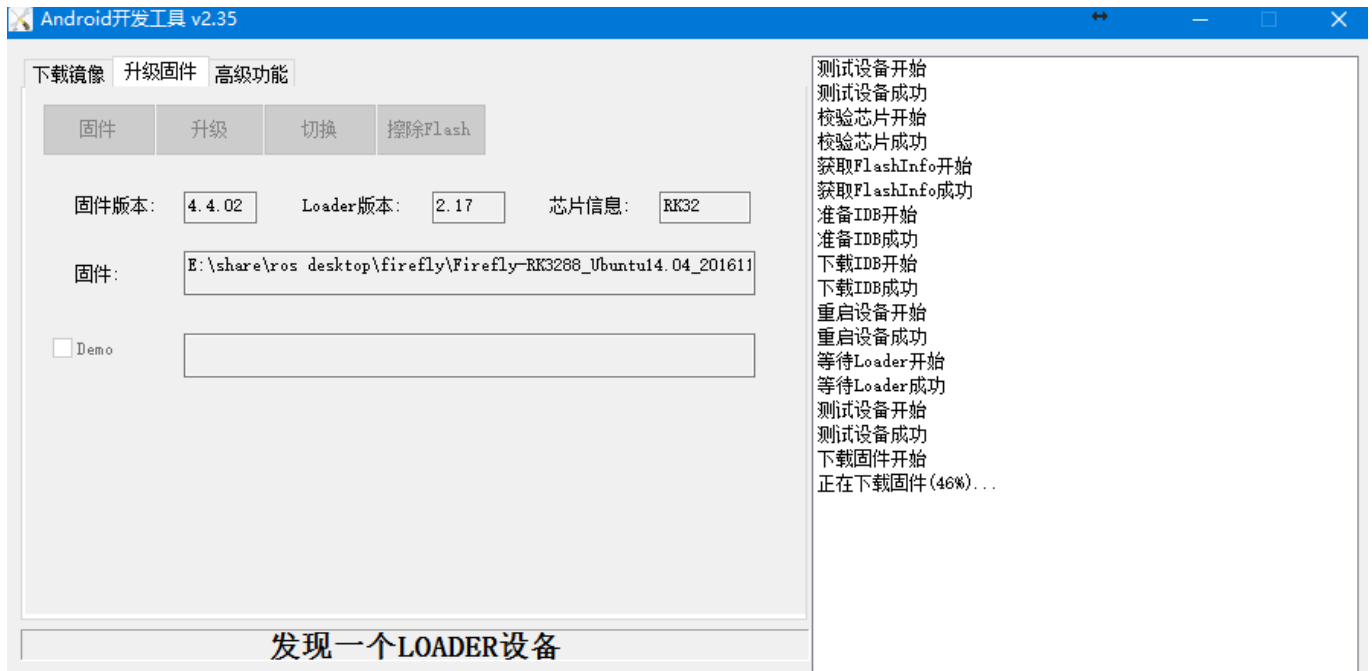 Android开发工具 v2.35
下载镜像 升级固件 高级功能
固件 升级 切换 擦除Flash
固件版本: 4.4.02 Loader版本: 2.17 芯片信息: RK32
固件: E:\share\ros desktop\firefly\Firefly-RK3288_Ubuntu14.04_201611
Demo
发现一个LOADER设备
测试设备开始
测试设备成功
校验芯片开始
校验芯片成功
获取FlashInfo开始
获取FlashInfo成功
准备IDB开始
准备IDB成功
下载IDB开始
下载IDB成功
重启设备开始
重启设备成功
等待Loader开始
等待Loader成功
测试设备开始
测试设备成功
下载固件开始
正在下载固件(46%)...